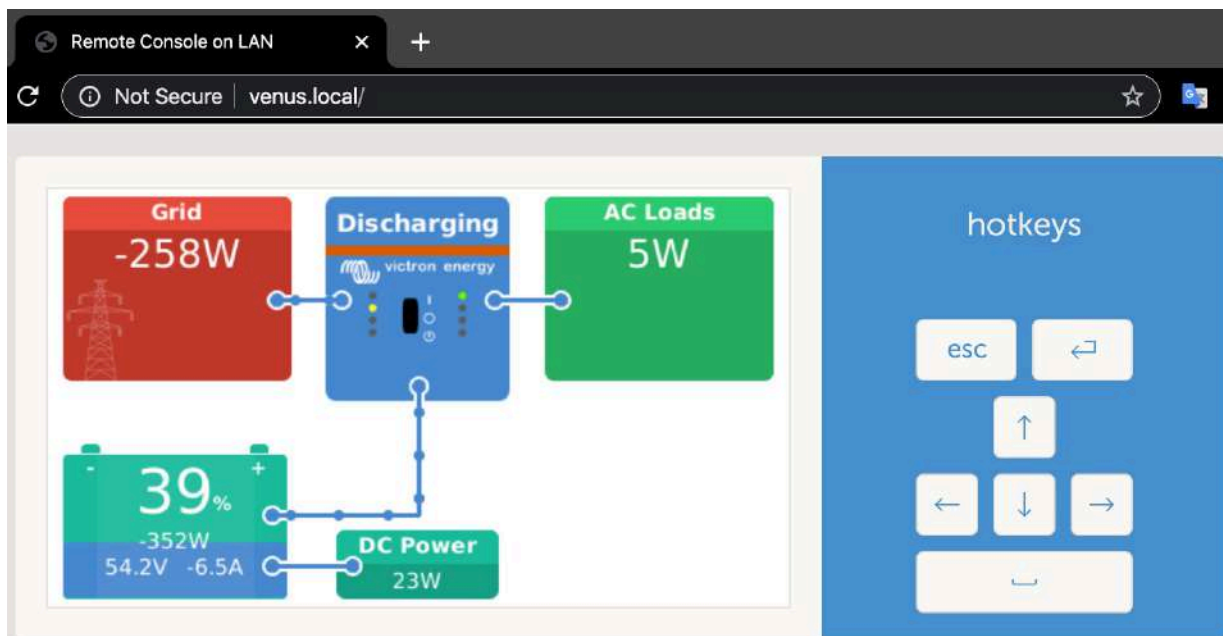 Remote Console on LAN
Not Secure venus.local/
Grid
-258W
Discharging
victron energy
AC Loads
5W
hotkeys
esc
- +
39%
-352W
54.2V -6.5A
DC Power
23W